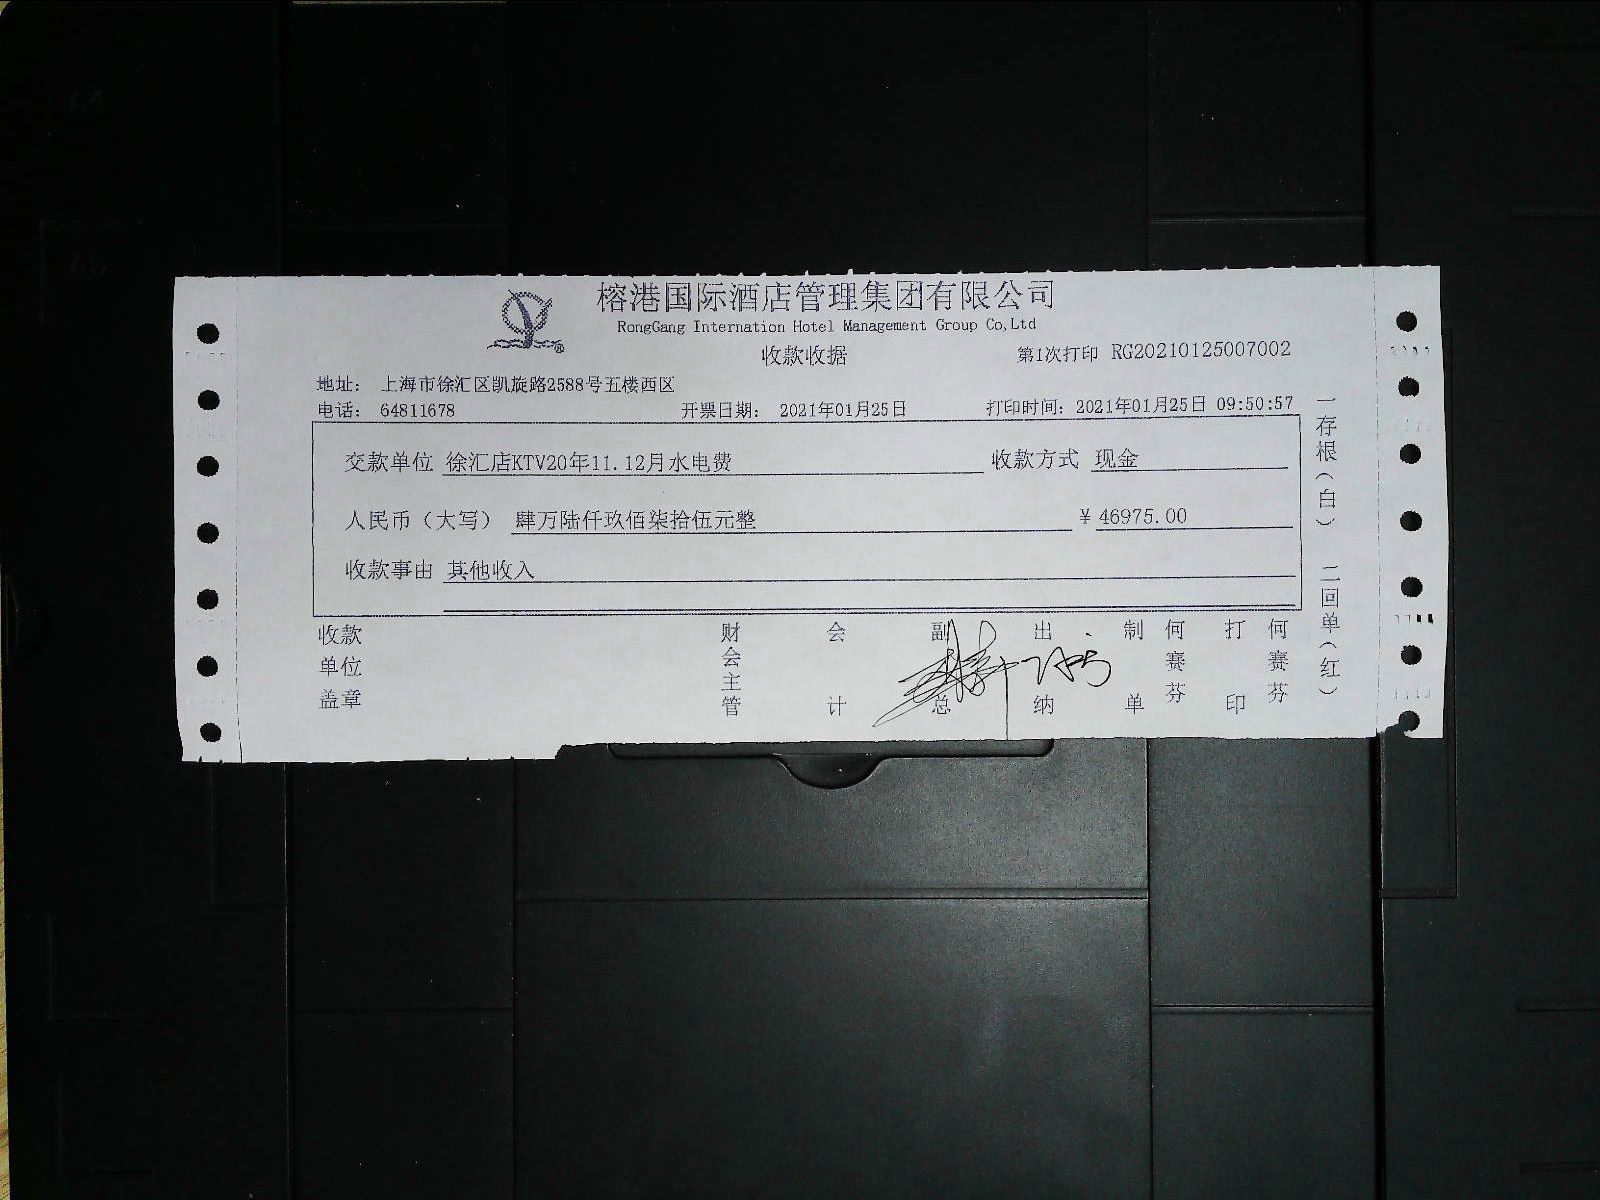 榕港国际酒店管理集团有限公司
RongGang Internation Hotel Management Group Co,Ltd
收款收据
第1次打印 RG20210125007002
地址： 上海市徐汇区凯旋路2588号五楼西区
电话： 64811678 开票日期： 2021年01月25日 打印时间：2021年01月25日 09:50:57
交款单位 徐汇店KTV20年11.12月水电费 收款方式 现金
人民币（大写） 肆万陆仟玖佰柒拾伍元整 ¥ 46975.00
收款事由 其他收入
收款单位盖章 财会主管 会计 副总 出纳 制单 何赛芬 打印 何赛芬
一存根（白） 二回单（红）